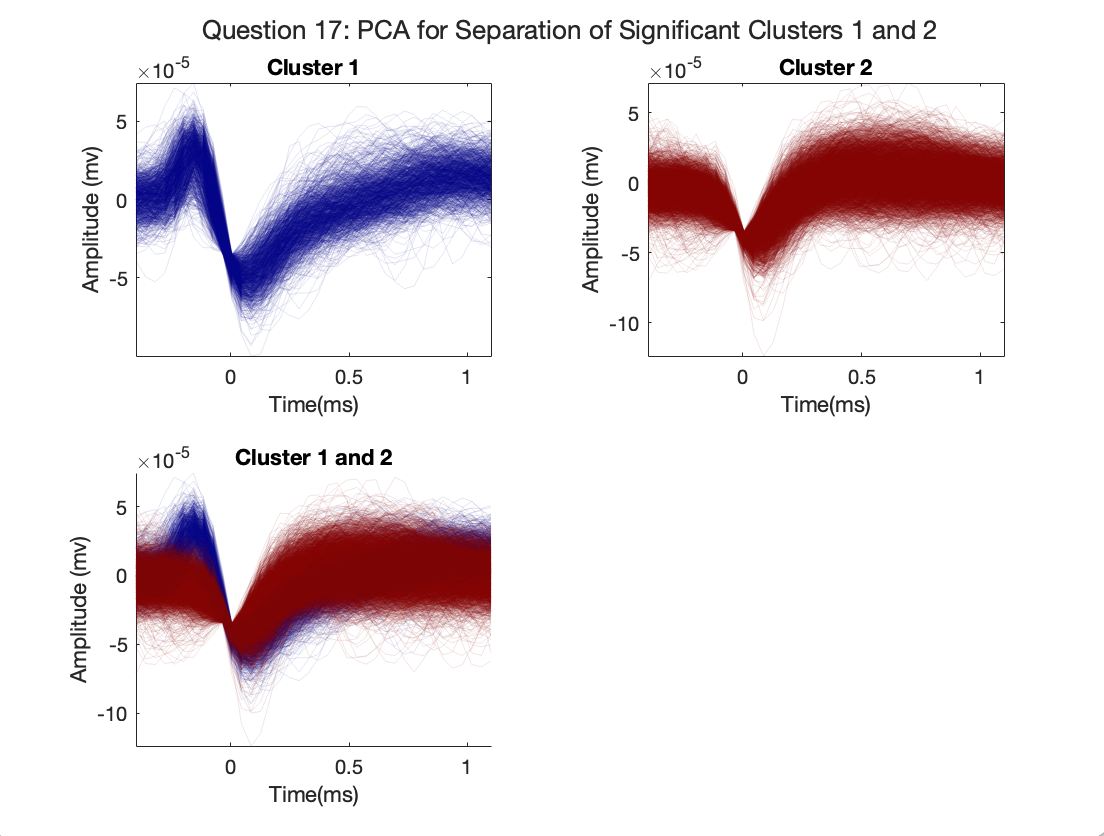 Question 17: PCA for Separation of Significant Clusters 1 and 2
×10-5
Cluster 1
5
0
-5
Amplitude (mv)
0
0.5
1
Time(ms)
×10-5
Cluster 2
5
0
-5
-10
Amplitude (mv)
0
0.5
1
Time(ms)
×10-5
Cluster 1 and 2
5
0
-5
-10
Amplitude (mv)
0
0.5
1
Time(ms)